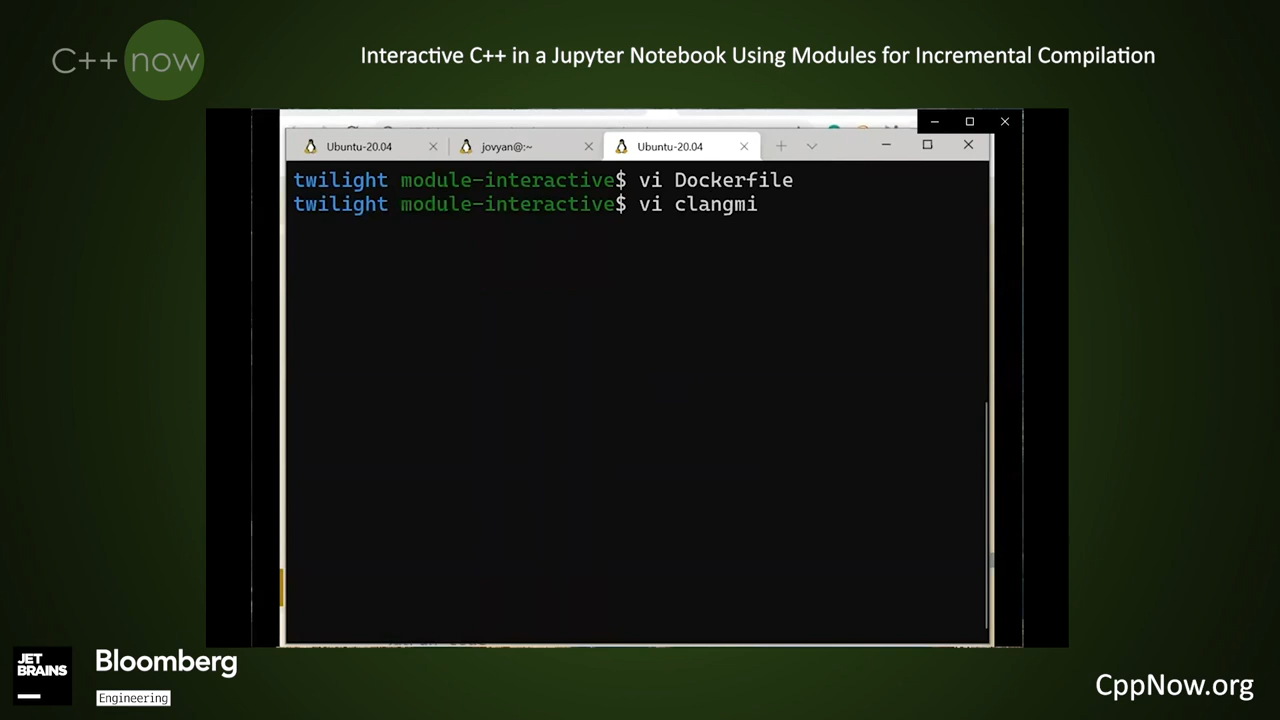 C++ now
Interactive C++ in a Jupyter Notebook Using Modules for Incremental Compilation
Ubuntu-20.04
jovyan@:~
Ubuntu-20.04
twilight module-interactive$ vi Dockerfile
twilight module-interactive$ vi clangmi
JET
BRAINS
Bloomberg
Engineering
CppNow.org